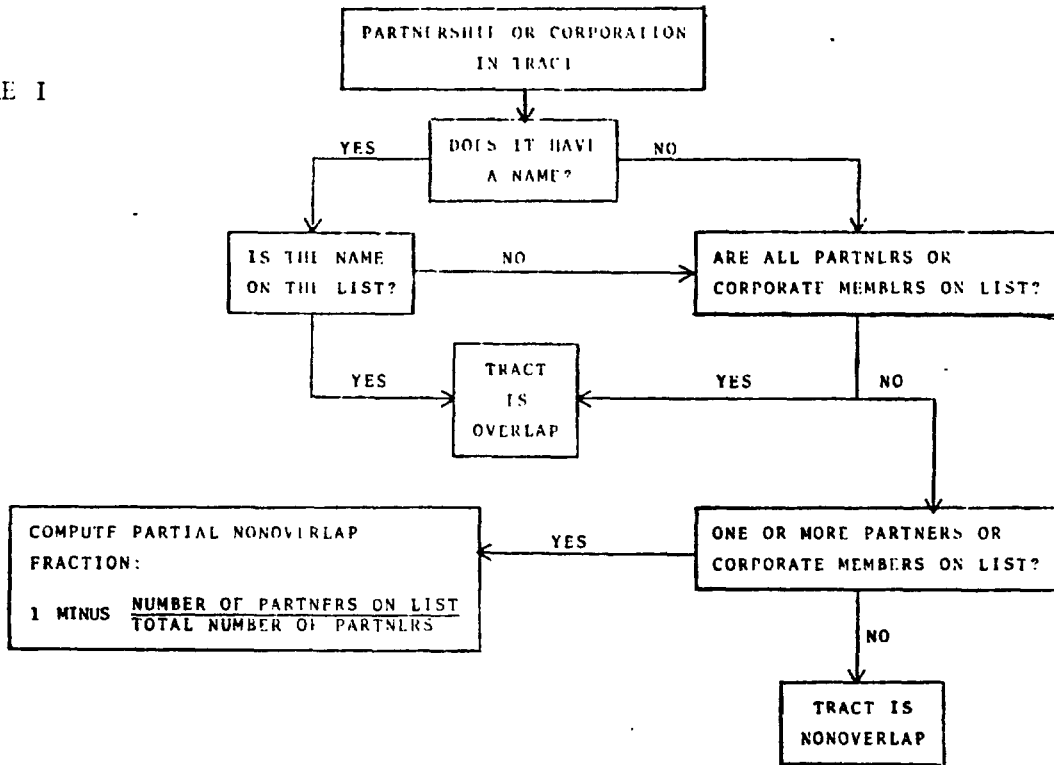 E I
PARTNERSHIP OR CORPORATION
IN TRACT
DOES IT HAVE
A NAME?
YES
NO
IS THE NAME
ON THE LIST?
NO
ARE ALL PARTNERS OR
CORPORATE MEMBERS ON LIST?
YES
TRACT
IS
OVERLAP
YES
NO
COMPUTE PARTIAL NONOVERLAP
FRACTION:
1 MINUS NUMBER OF PARTNERS ON LIST
TOTAL NUMBER OF PARTNERS
YES
ONE OR MORE PARTNERS OR
CORPORATE MEMBERS ON LIST?
NO
TRACT IS
NONOVERLAP